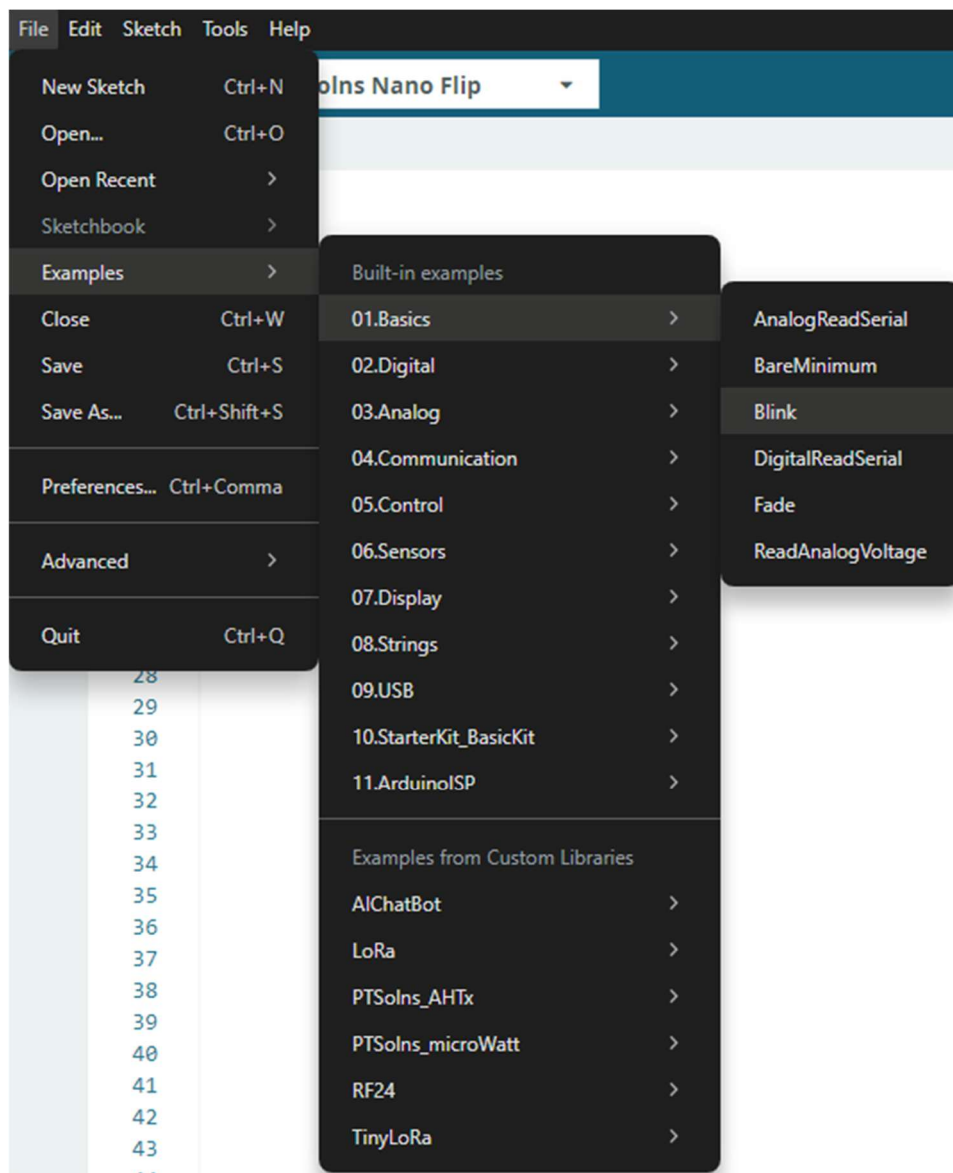 File Edit Sketch Tools Help
olns Nano Flip
New Sketch Ctrl+N
Open... Ctrl+O
Open Recent
Sketchbook
Examples
Close Ctrl+W
Save Ctrl+S
Save As... Ctrl+Shift+S
Preferences... Ctrl+Comma
Advanced
Quit Ctrl+Q
Built-in examples
01.Basics
02.Digital
03.Analog
04.Communication
05.Control
06.Sensors
07.Display
08.Strings
09.USB
10.StarterKit_BasicKit
11.ArduinoISP
Examples from Custom Libraries
AIChatBot
LoRa
PTSolns_AHTx
PTSolns_microWatt
RF24
TinyLoRa
AnalogReadSerial
BareMinimum
Blink
DigitalReadSerial
Fade
ReadAnalogVoltage
28
29
30
31
32
33
34
35
36
37
38
39
40
41
42
43